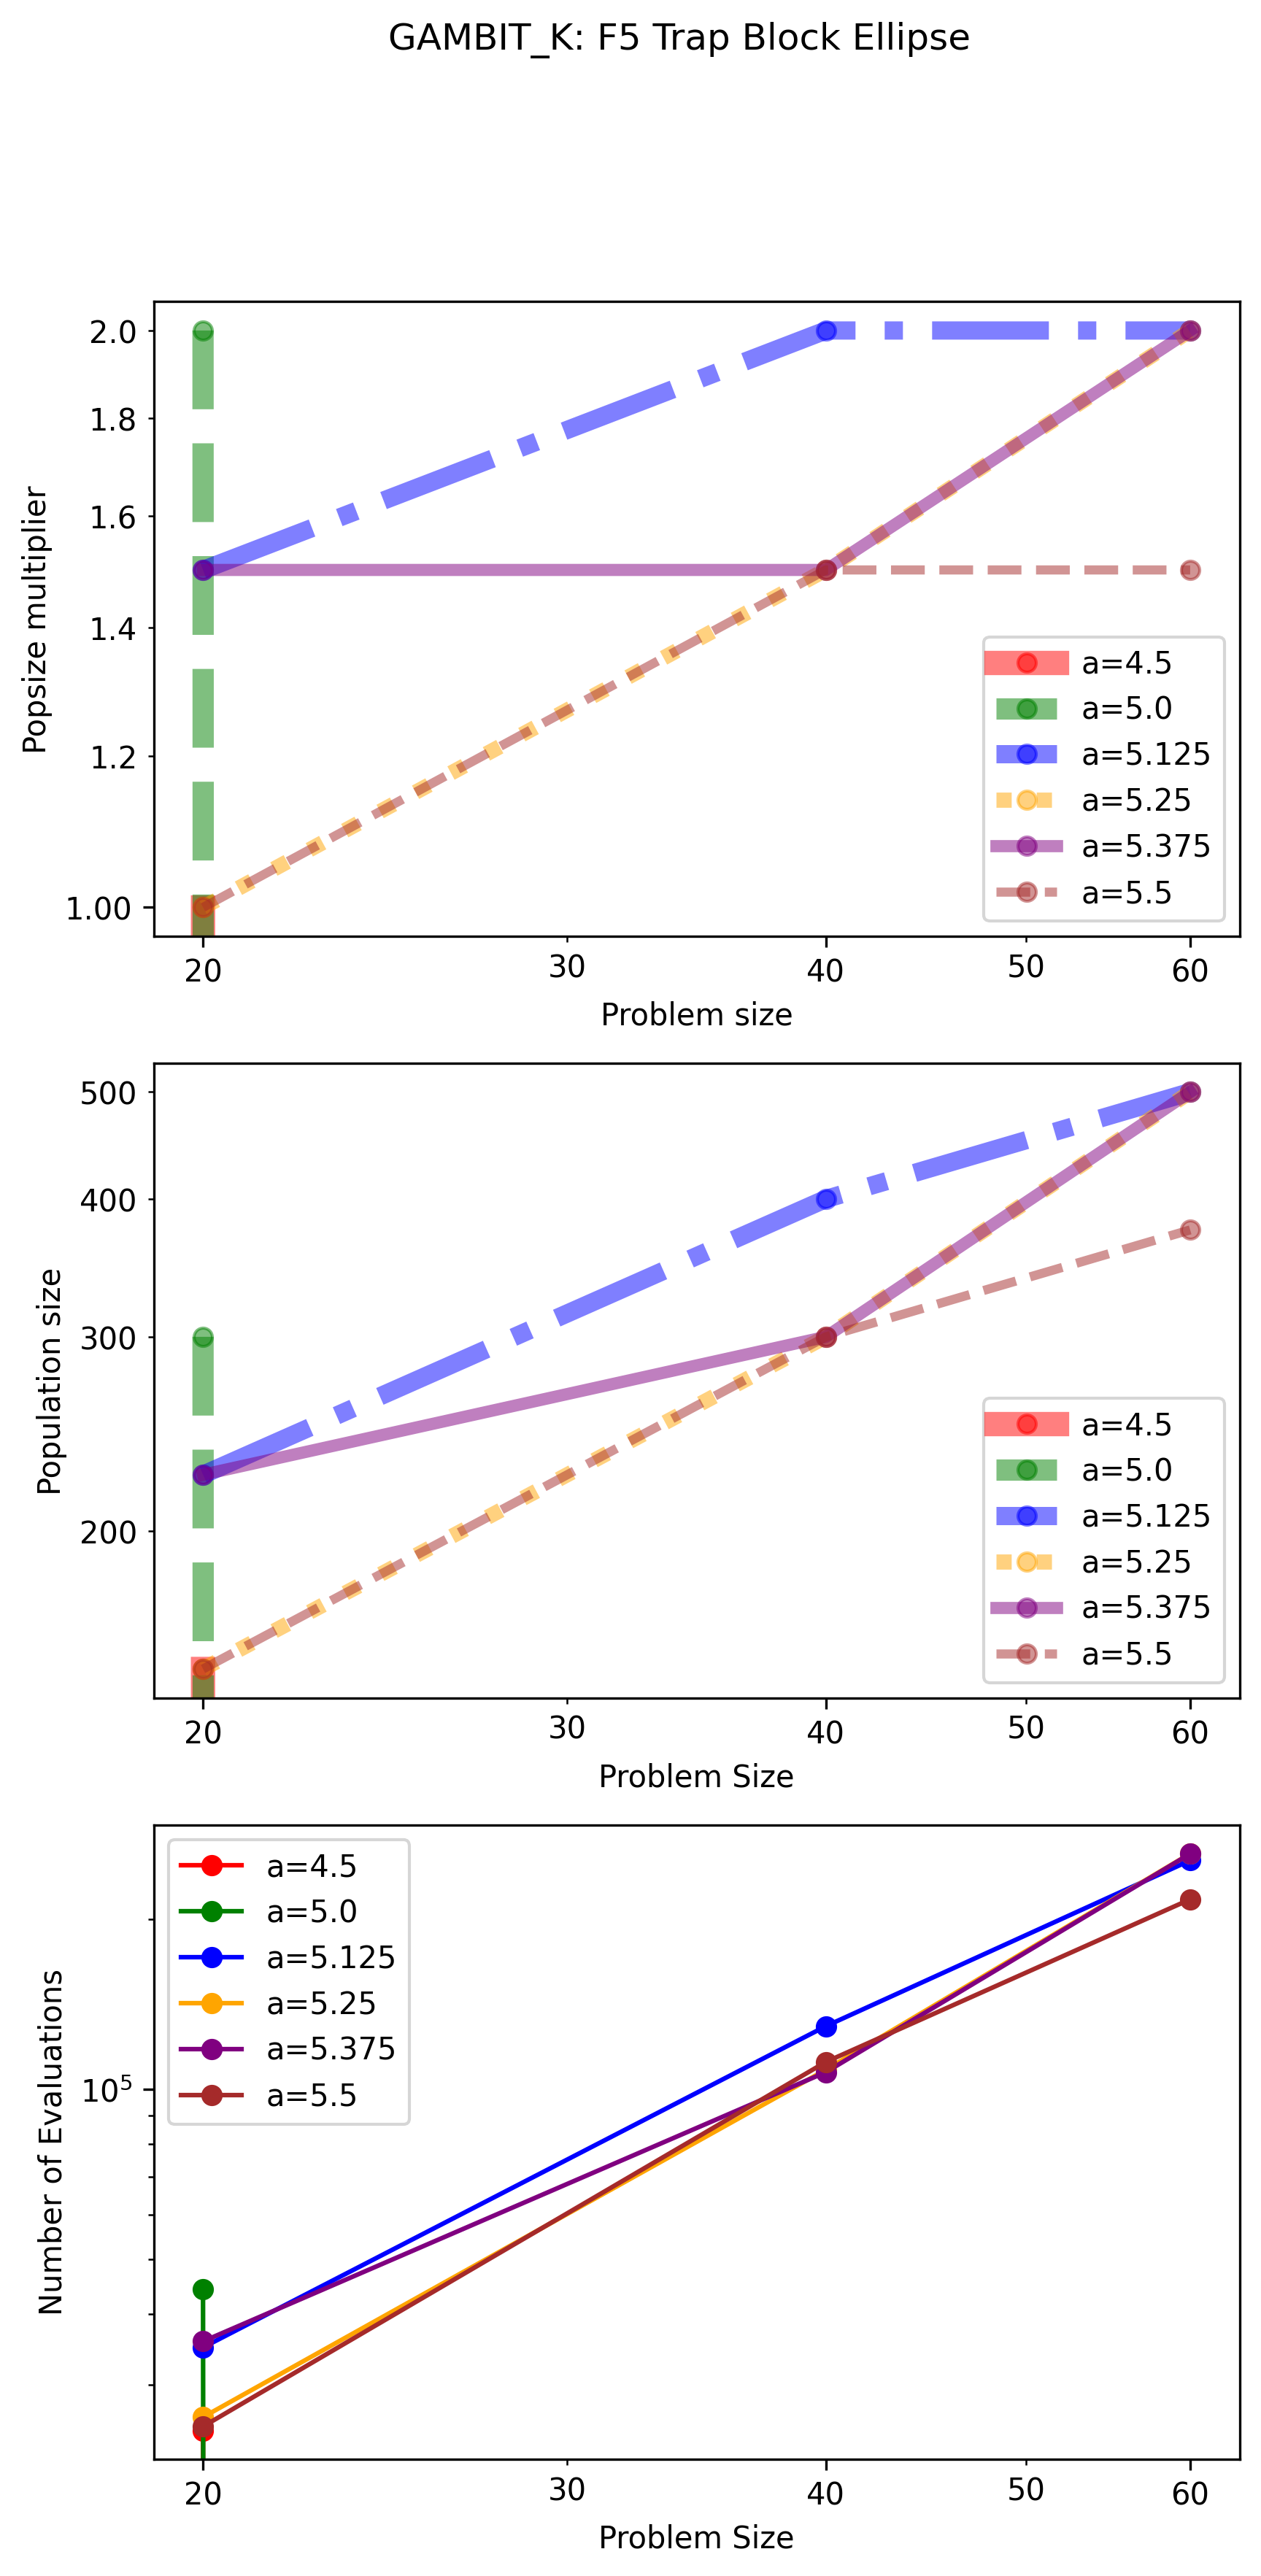 GAMBIT_K: F5 Trap Block Ellipse
2.0
1.8
1.6
1.4
1.2
1.00
Popsize multiplier
a=4.5
a=5.0
a=5.125
a=5.25
a=5.375
a=5.5
20 30 40 50 60
Problem size
500
400
300
200
Population size
a=4.5
a=5.0
a=5.125
a=5.25
a=5.375
a=5.5
20 30 40 50 60
Problem Size
a=4.5
a=5.0
a=5.125
a=5.25
a=5.375
a=5.5
10⁵
Number of Evaluations
20 30 40 50 60
Problem Size